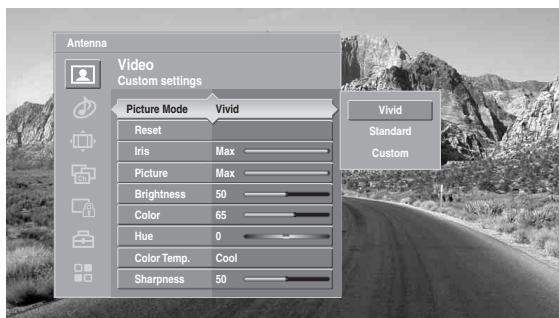 Antenna
Video
Custom settings
Picture Mode Vivid
Reset
Iris Max
Picture Max
Brightness 50
Color 65
Hue 0
Color Temp. Cool
Sharpness 50
Vivid
Standard
Custom
Ch